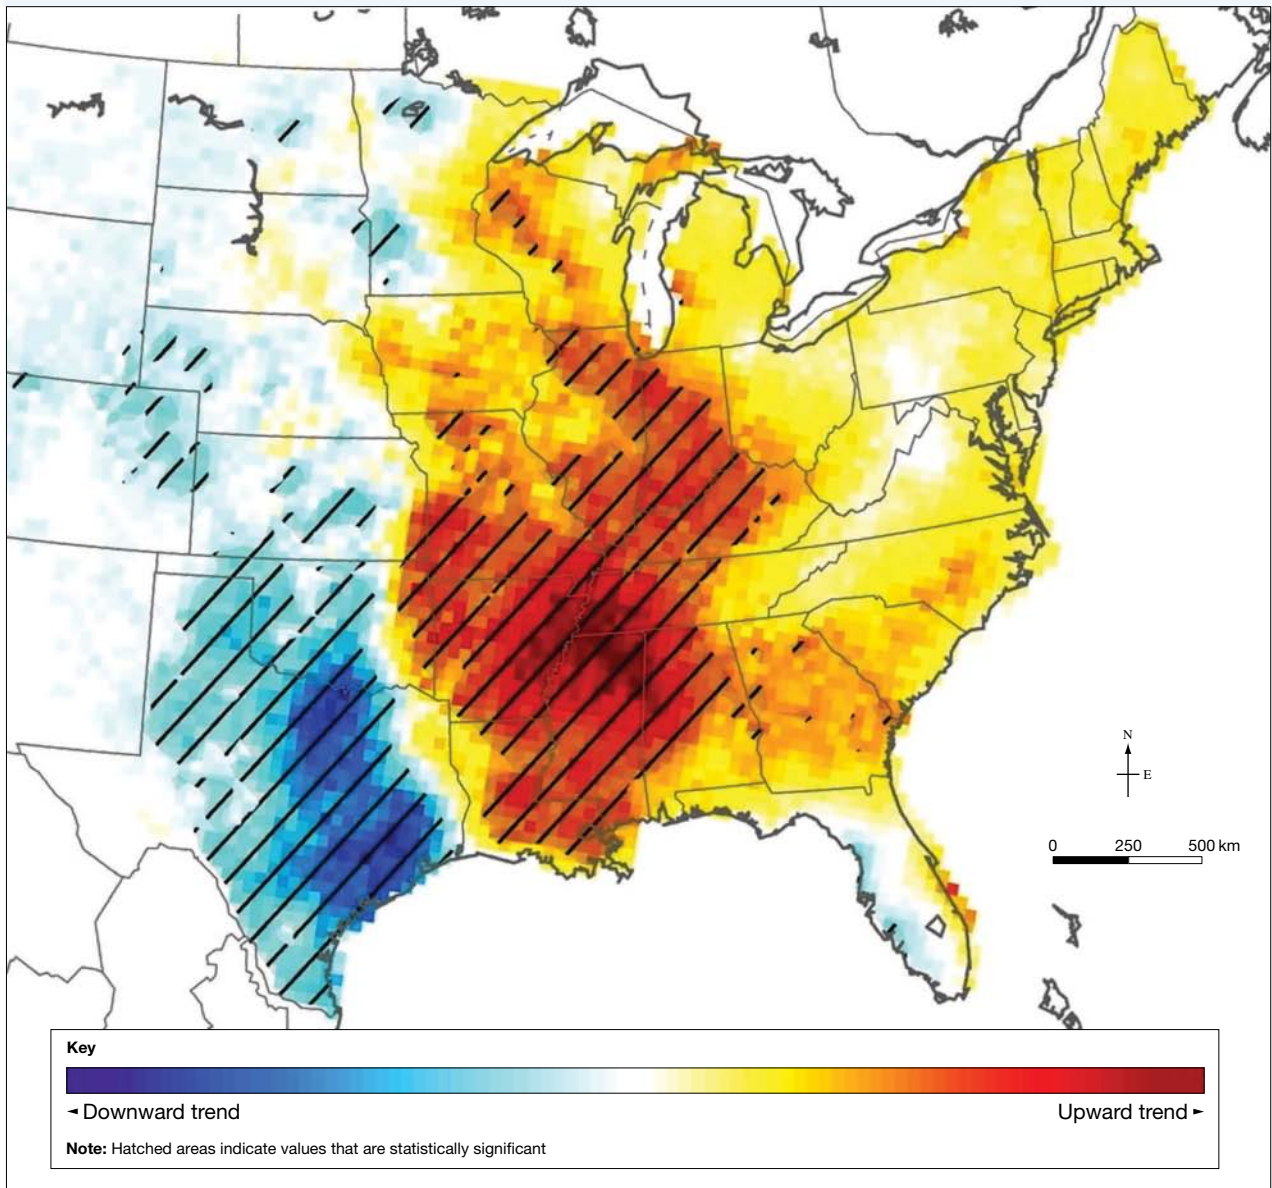 N
E
0 250 500 km
Key
◄ Downward trend
Upward trend ►
Note: Hatched areas indicate values that are statistically significant